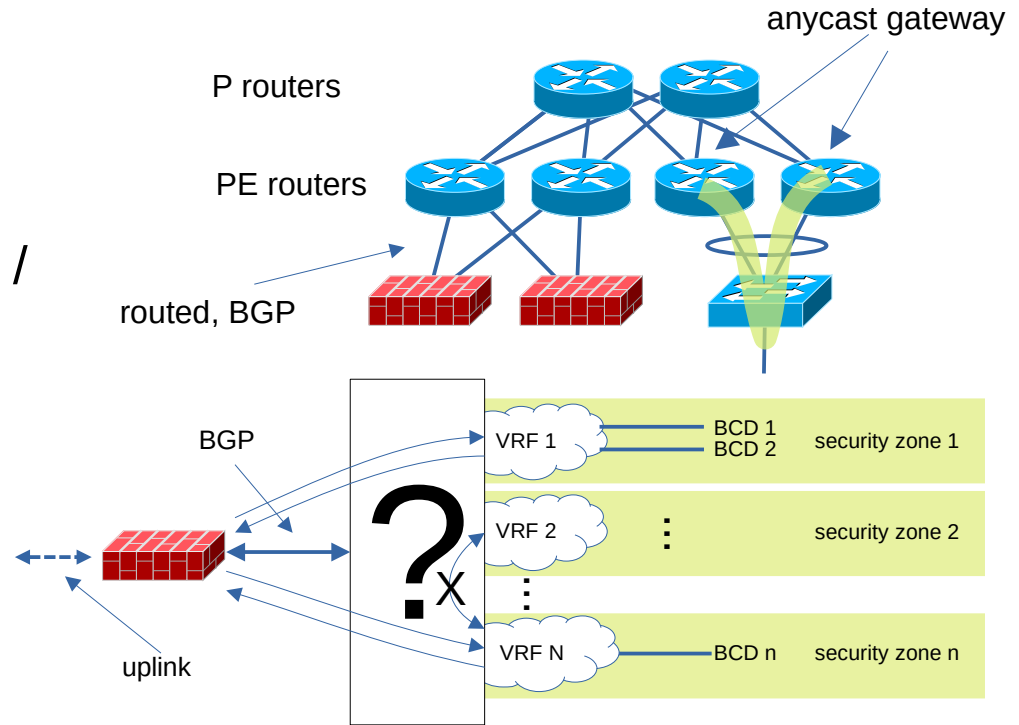 anycast gateway
P routers
PE routers
/
routed, BGP
BGP
VRF 1
BCD 1
BCD 2
security zone 1
?
VRF 2
⋮
security zone 2
X
⋮
VRF N
BCD n
security zone n
uplink